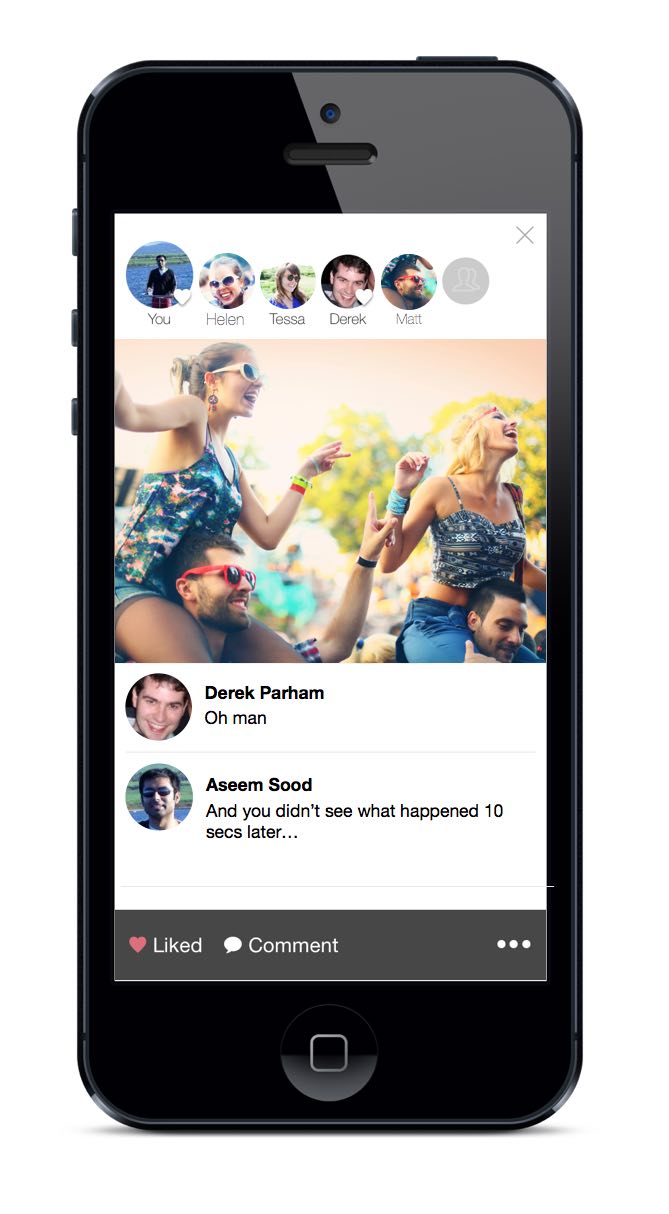 You Helen Tessa Derek Matt
Derek Parham
Oh man
Aseem Sood
And you didn’t see what happened 10
secs later…
Liked Comment